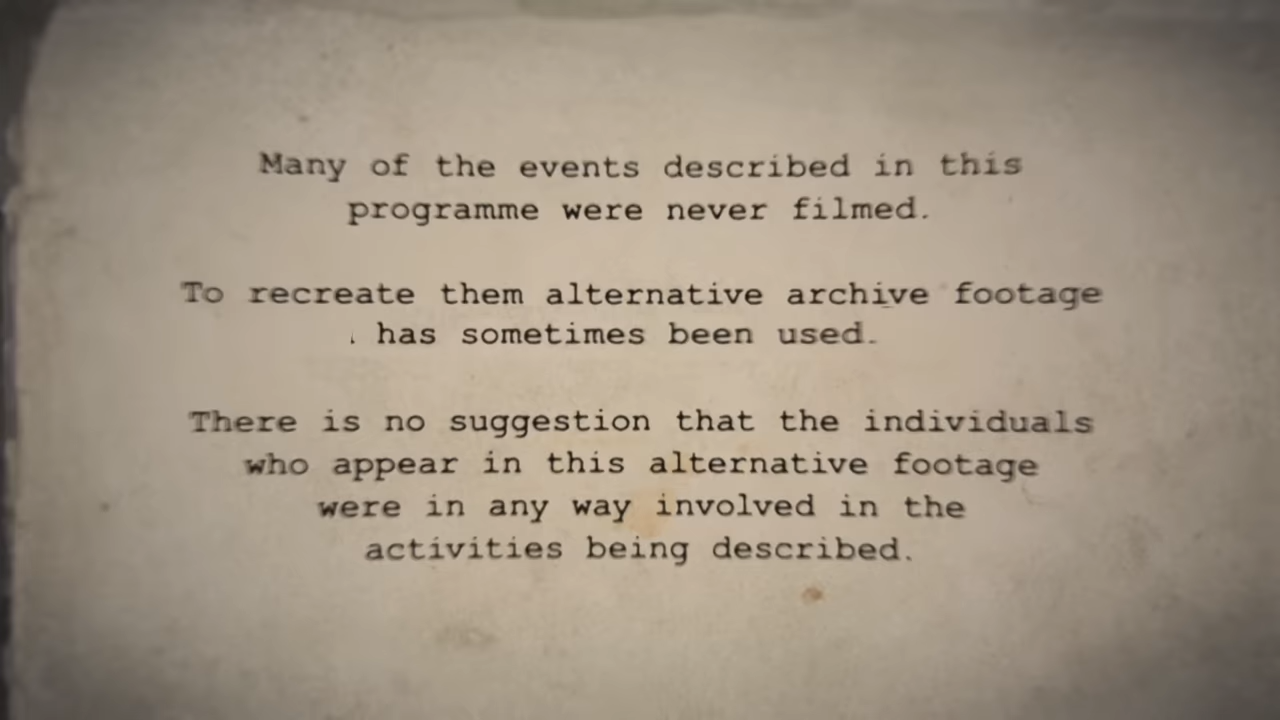 Many of the events described in this
programme were never filmed.
To recreate them alternative archive footage
has sometimes been used.
There is no suggestion that the individuals
who appear in this alternative footage
were in any way involved in the
activities being described.